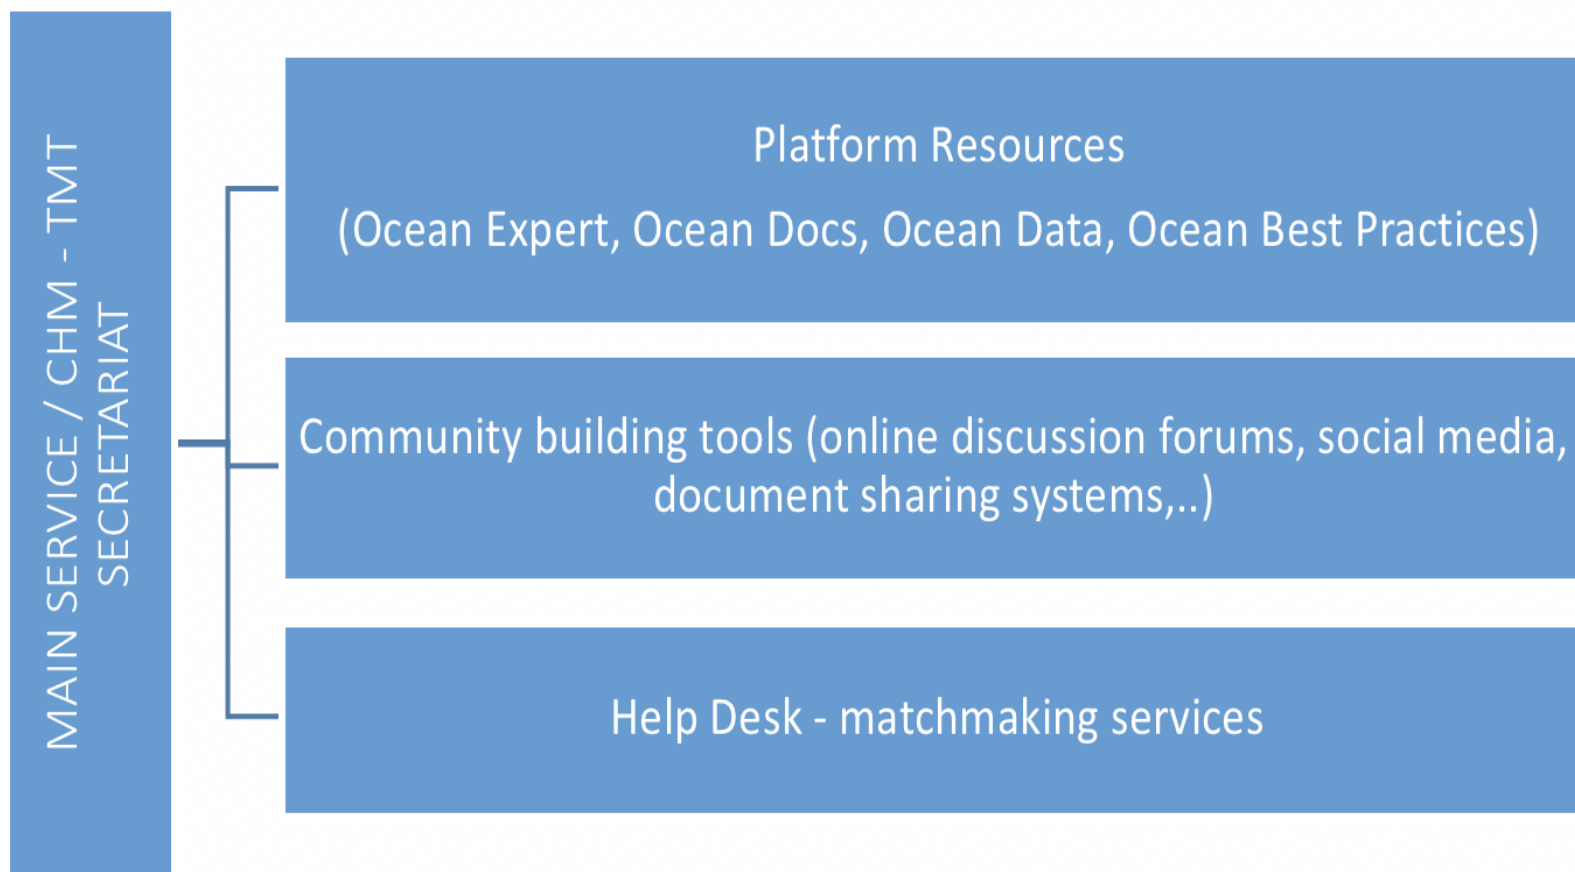 MAIN SERVICE / CHM - TMT
SECRETARIAT
Platform Resources
(Ocean Expert, Ocean Docs, Ocean Data, Ocean Best Practices)
Community building tools (online discussion forums, social media,
document sharing systems,..)
Help Desk - matchmaking services